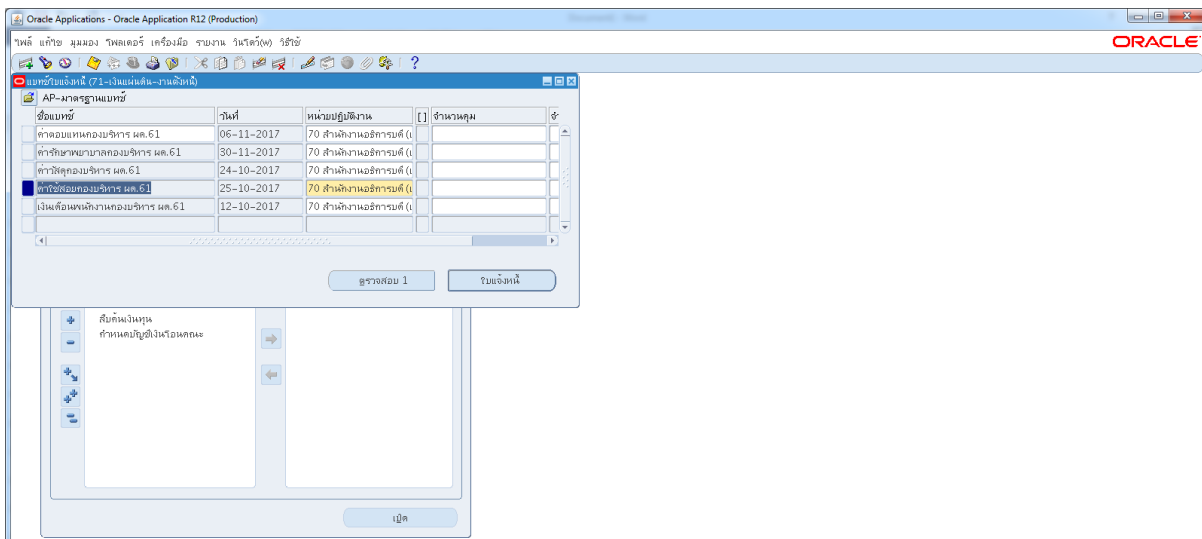 Oracle Applications - Oracle Application R12 (Production)
ไฟล์ แก้ไข มุมมอง โฟลเดอร์ เครื่องมือ รายงาน วินโดว์(w) วิธีใช้
ORACLE
แบทช์ใบแจ้งหนี้ (71-เงินแผ่นดิน-งานตั้งหนี้)
AP-มาตรฐานแบทช์
ชื่อแบทช์ วันที่ หน่วยปฏิบัติงาน [ ] จำนวนคุม จำ
ค่าตอบแทนกองบริหาร ผด.61 06-11-2017 70 สำนักงานอธิการบดี (เ
ค่ารักษาพยาบาลกองบริหาร ผด.61 30-11-2017 70 สำนักงานอธิการบดี (เ
ค่าวัสดุกองบริหาร ผด.61 24-10-2017 70 สำนักงานอธิการบดี (เ
ค่าใช้สอยกองบริหาร ผด.61 25-10-2017 70 สำนักงานอธิการบดี (เ
เงินเดือนพนักงานกองบริหาร ผด.61 12-10-2017 70 สำนักงานอธิการบดี (เ
ตรวจสอบ 1 ใบแจ้งหนี้
สืบค้นเงินทุน
กำหนดบัญชีเงินโอนคณะ
เปิด